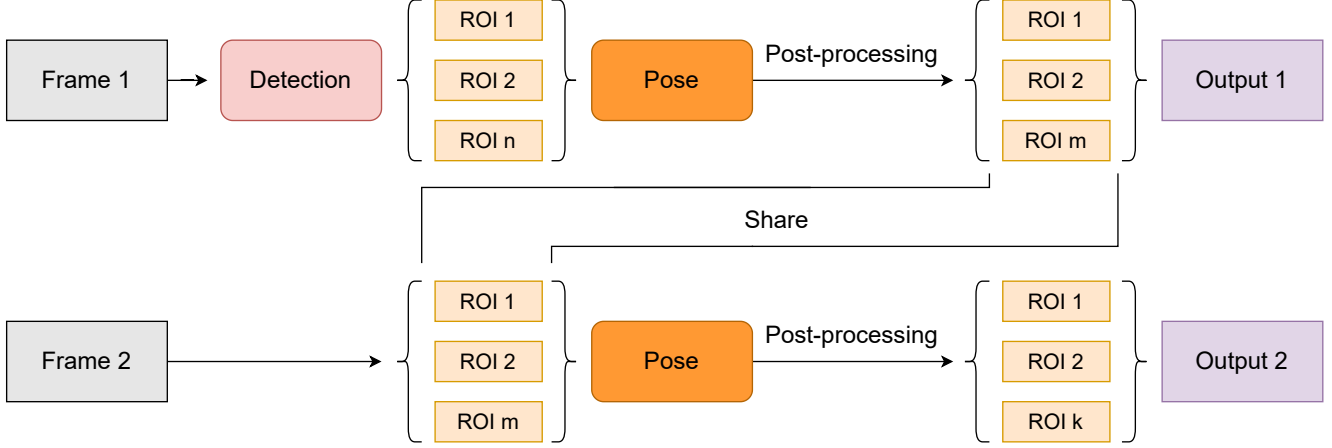 Frame 1
Detection
ROI 1
ROI 2
ROI n
Pose
Post-processing
ROI 1
ROI 2
ROI m
Output 1
Share
Frame 2
ROI 1
ROI 2
ROI m
Pose
Post-processing
ROI 1
ROI 2
ROI k
Output 2